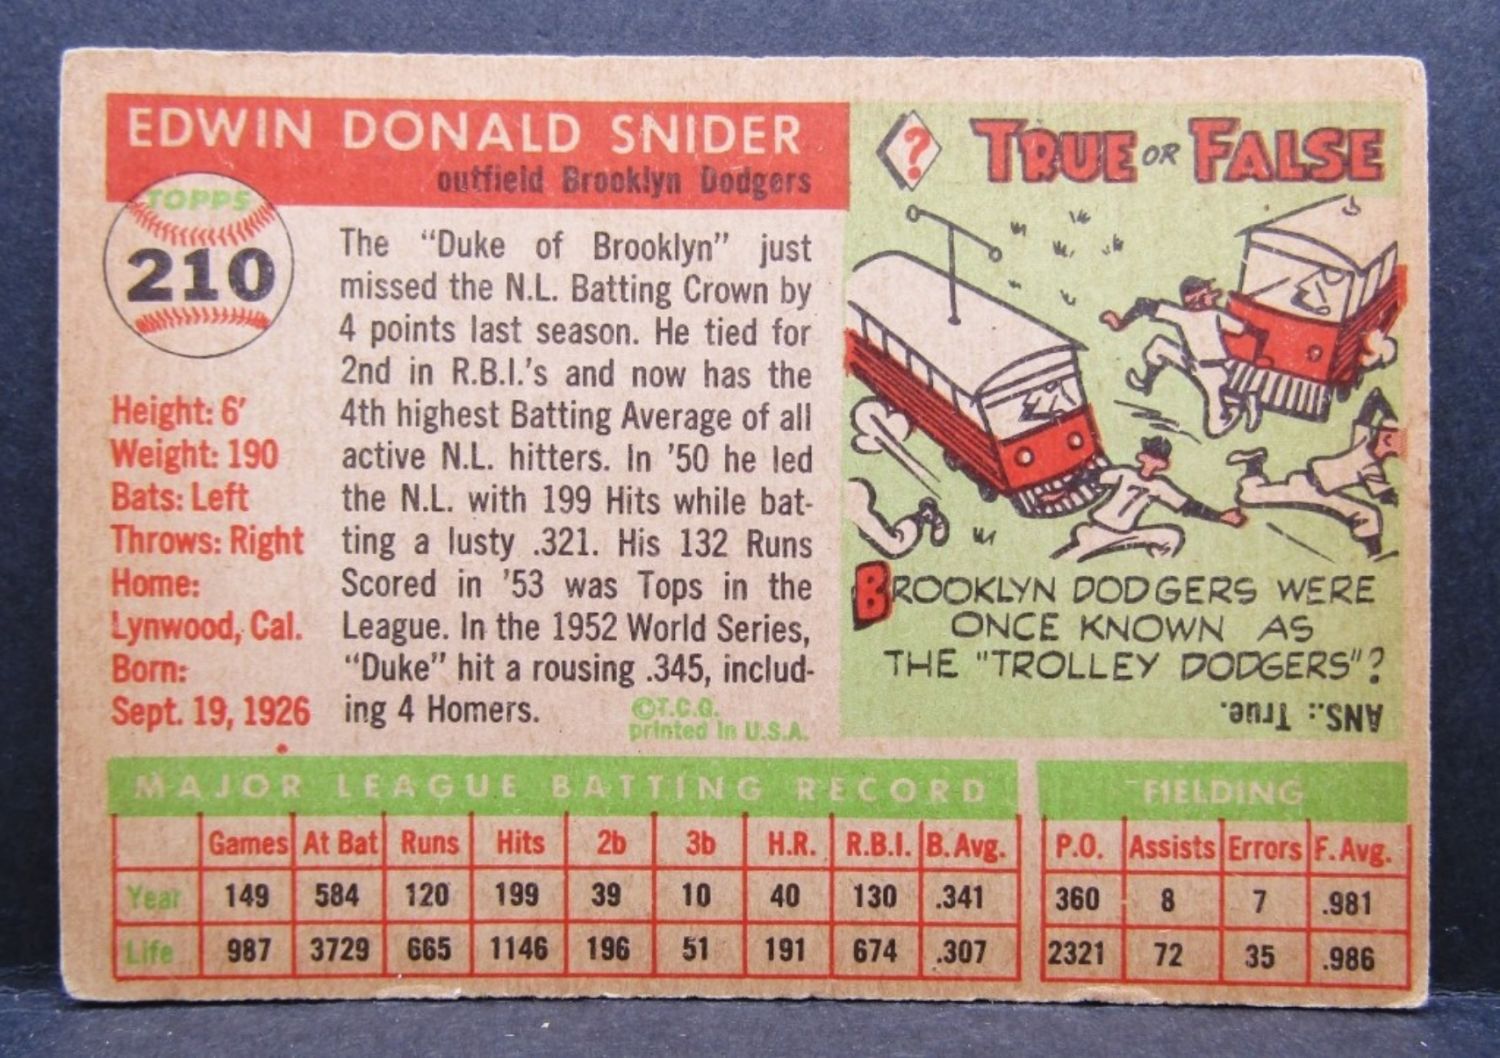 EDWIN DONALD SNIDER
outfield Brooklyn Dodgers
TOPPS
210
Height: 6'
Weight: 190
Bats: Left
Throws: Right
Home:
Lynwood, Cal.
Born:
Sept. 19, 1926
The “Duke of Brooklyn” just
missed the N.L. Batting Crown by
4 points last season. He tied for
2nd in R.B.I.'s and now has the
4th highest Batting Average of all
active N.L. hitters. In '50 he led
the N.L. with 199 Hits while bat-
ting a lusty .321. His 132 Runs
Scored in '53 was Tops in the
League. In the 1952 World Series,
“Duke” hit a rousing .345, includ-
ing 4 Homers.
©T.C.G.
printed in U.S.A.
?
TRUE OR FALSE
7
BROOKLYN DODGERS WERE
ONCE KNOWN AS
THE "TROLLEY DODGERS"?
ANS.: True.
MAJOR LEAGUE BATTING RECORD
Games At Bat Runs Hits 2b 3b H.R. R.B.I. B. Avg.
Year 149 584 120 199 39 10 40 130 .341
Life 987 3729 665 1146 196 51 191 674 .307
FIELDING
P.O. Assists Errors F. Avg.
360 8 7 .981
2321 72 35 .986